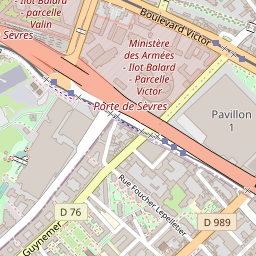 - Ilot Balard
- parcelle
Valin
Sèvres
Boulevard Victor
Ministère
des Armées
- Ilot Balard -
Parcelle
Victor
Porte de Sèvres
Pavillon
1
D 76
Rue Foucher Lepelletier
D 989
Guynemer